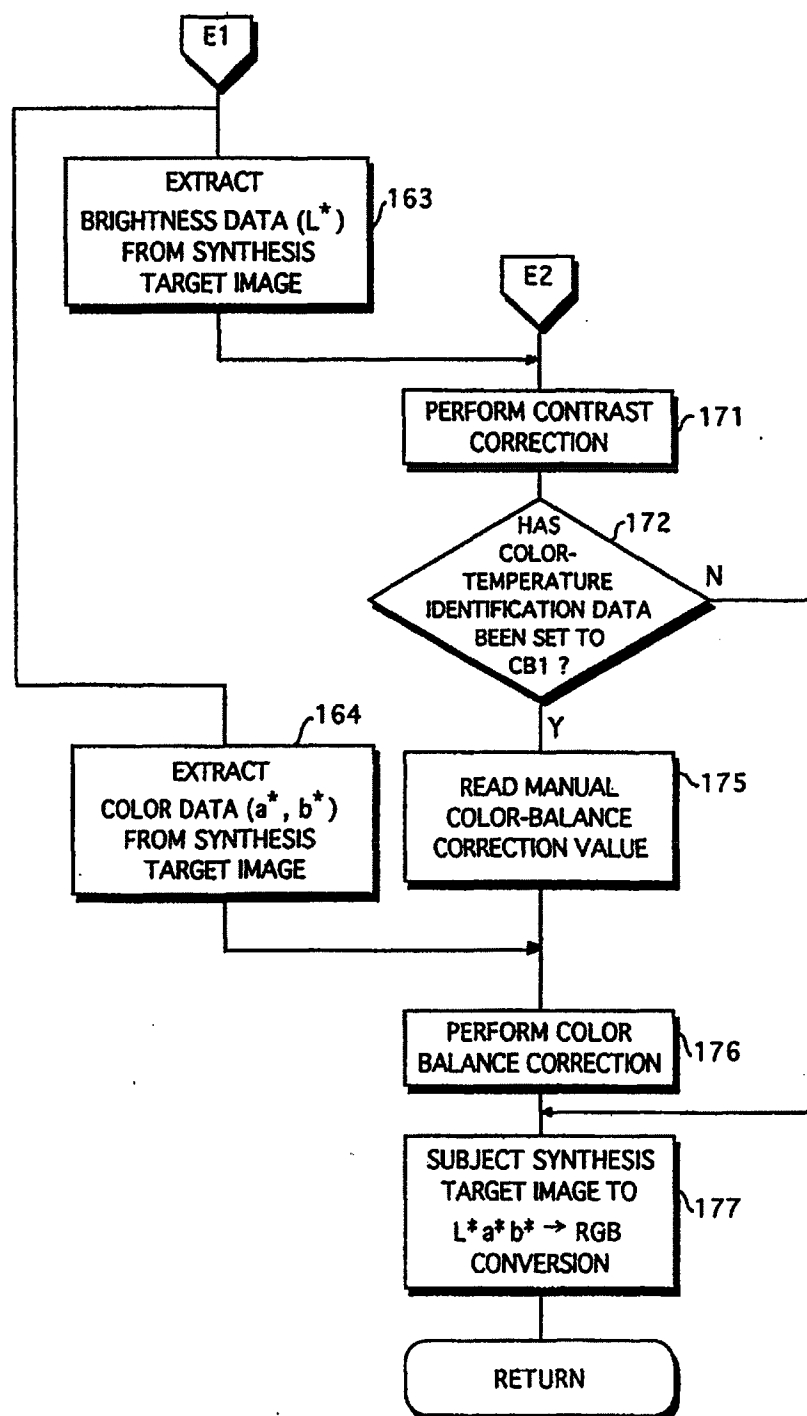 E1
EXTRACT
BRIGHTNESS DATA (L*)
FROM SYNTHESIS
TARGET IMAGE
163
E2
PERFORM CONTRAST
CORRECTION
171
HAS
COLOR-
TEMPERATURE
IDENTIFICATION DATA
BEEN SET TO
CB1 ?
172
N
Y
EXTRACT
COLOR DATA (a*, b*)
FROM SYNTHESIS
TARGET IMAGE
164
READ MANUAL
COLOR-BALANCE
CORRECTION VALUE
175
PERFORM COLOR
BALANCE CORRECTION
176
SUBJECT SYNTHESIS
TARGET IMAGE TO
L* a* b* → RGB
CONVERSION
177
RETURN